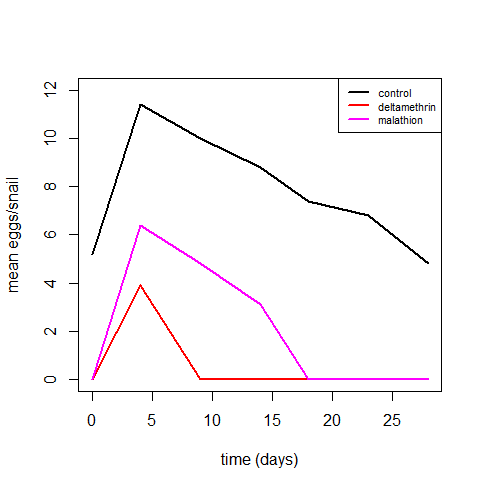 control
deltamethrin
malathion
mean eggs/snail
12
10
8
6
4
2
0
0 5 10 15 20 25
time (days)